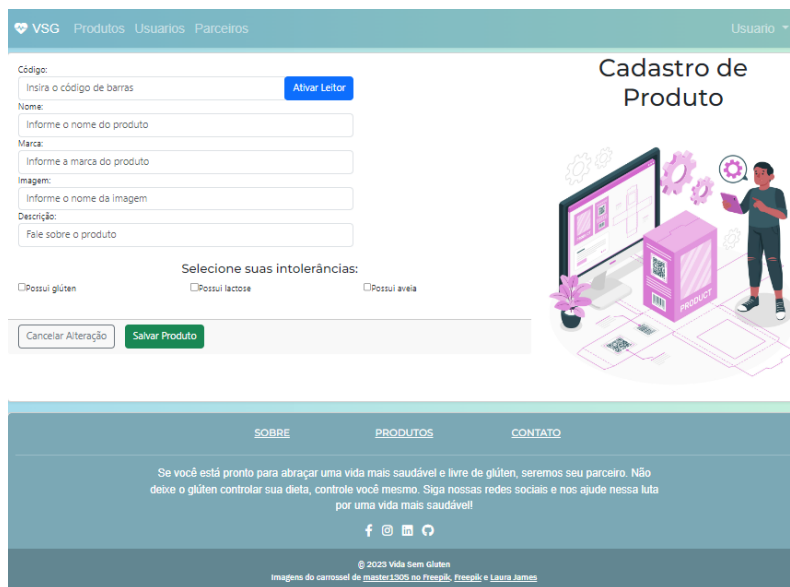 VSG Produtos Usuarios Parceiros Usuario
Cadastro de
Produto
Código:
Insira o código de barras Ativar Leitor
Nome:
Informe o nome do produto
Marca:
Informe a marca do produto
Imagem:
Informe o nome da imagem
Descrição:
Fale sobre o produto
Selecione suas intolerâncias:
Possui glúten Possui lactose Possui aveia
Cancelar Alteração Salvar Produto
PRODUCT
SOBRE PRODUTOS CONTATO
Se você está pronto para abraçar uma vida mais saudável e livre de glúten, seremos seu parceiro. Não
deixe o glúten controlar sua dieta, controle você mesmo. Siga nossas redes sociais e nos ajude nessa luta
por uma vida mais saudável!
© 2023 Vida Sem Gluten
Imagens do carrossel de master1305 no Freepik, Freepik e Laura James